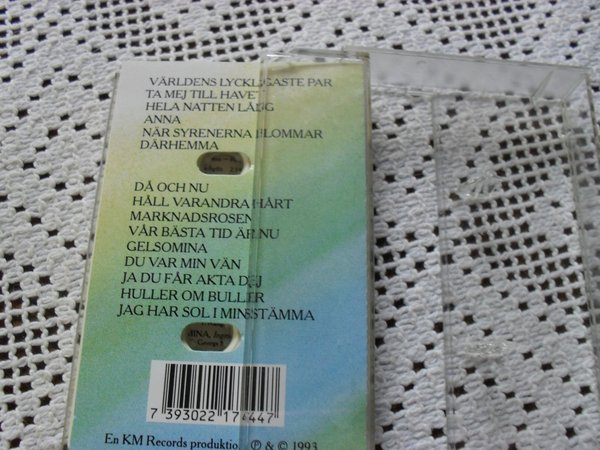 VÄRLDENS LYCKLIGASTE PAR
TA MEJ TILL HAVET
HELA NATTEN LÅNG
ANNA
NÄR SYRENERNA BLOMMAR
DÄRHEMMA
DÅ OCH NU
HÅLL VARANDRA HÅRT
MARKNADSROSEN
VÅR BÄSTA TID ÄR NU
GELSOMINA
DU VAR MIN VÄN
JA DU FÅR AKTA DEJ
HULLER OM BULLER
JAG HAR SOL I MIN STÄMMA
7 393022 174447
En KM Records produktio. ℗ & © 1993